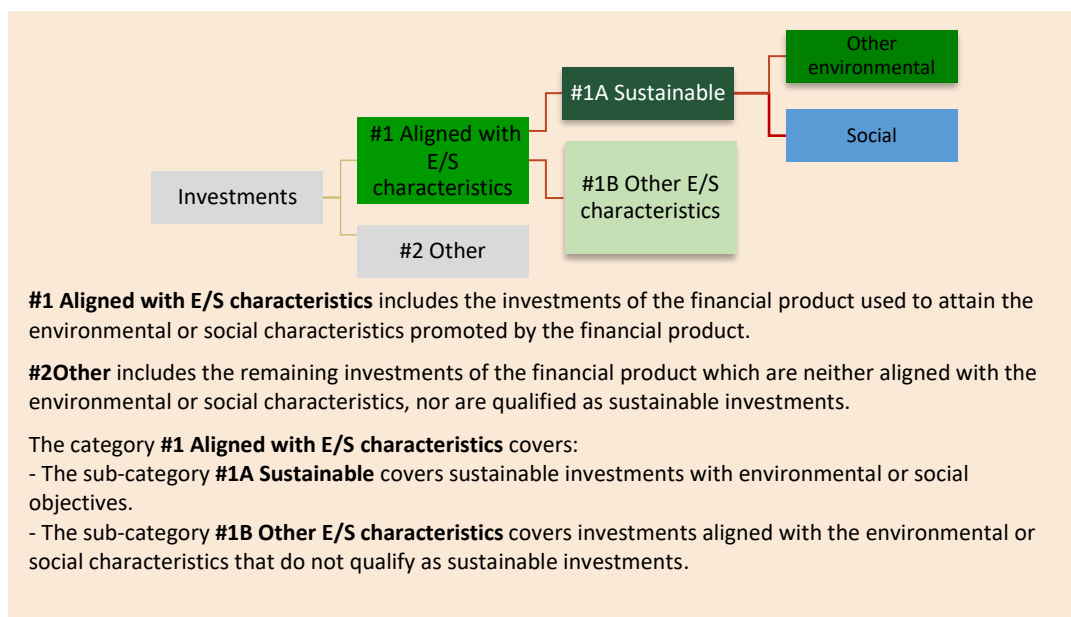 Other
environmental
#1A Sustainable
#1 Aligned with
E/S
characteristics
Social
#1B Other E/S
characteristics
Investments
#2 Other
#1 Aligned with E/S characteristics includes the investments of the financial product used to attain the
environmental or social characteristics promoted by the financial product.
#2Other includes the remaining investments of the financial product which are neither aligned with the
environmental or social characteristics, nor are qualified as sustainable investments.
The category #1 Aligned with E/S characteristics covers:
- The sub-category #1A Sustainable covers sustainable investments with environmental or social
objectives.
- The sub-category #1B Other E/S characteristics covers investments aligned with the environmental or
social characteristics that do not qualify as sustainable investments.